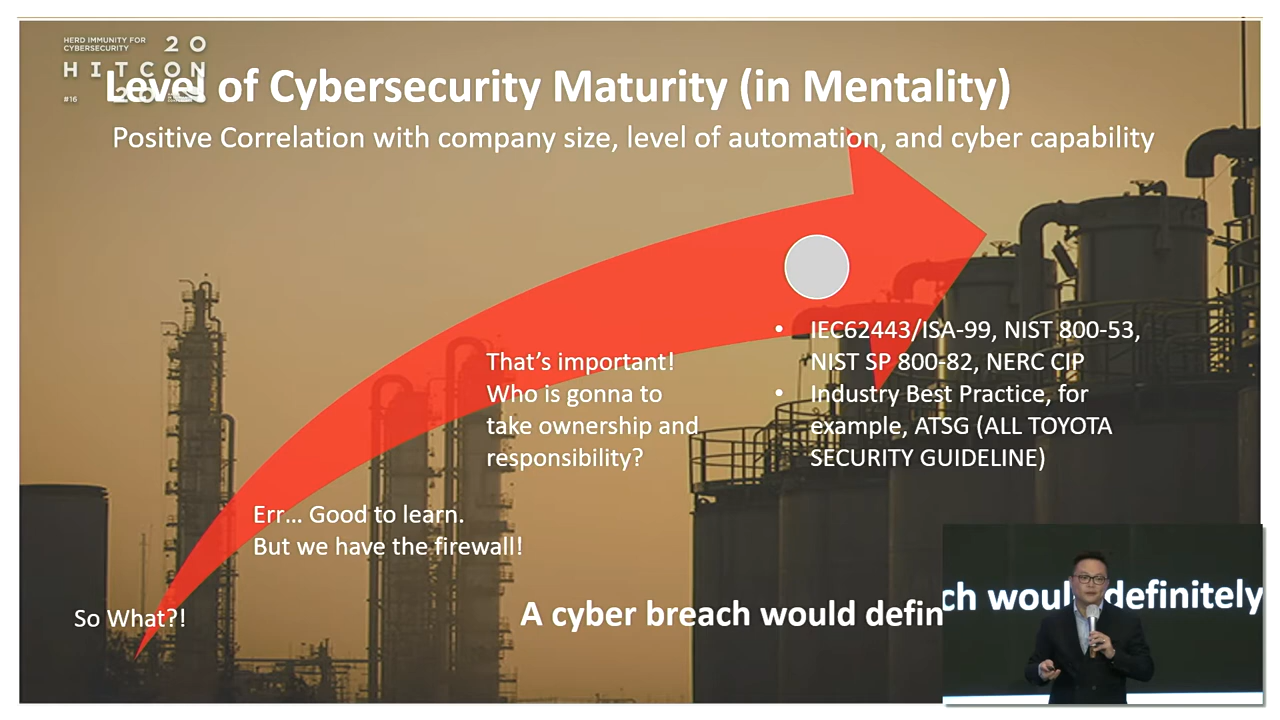 HERD IMMUNITY FOR
CYBERSECURITY
20
HITCON
20
#16
Level of Cybersecurity Maturity (in Mentality)
Positive Correlation with company size, level of automation, and cyber capability
• IEC62443/ISA-99, NIST 800-53,
NIST SP 800-82, NERC CIP
• Industry Best Practice, for
example, ATSG (ALL TOYOTA
SECURITY GUIDELINE)
That's important!
Who is gonna to
take ownership and
responsibility?
Err... Good to learn.
But we have the firewall!
So What?!
A cyber breach would defin
ch would definitely